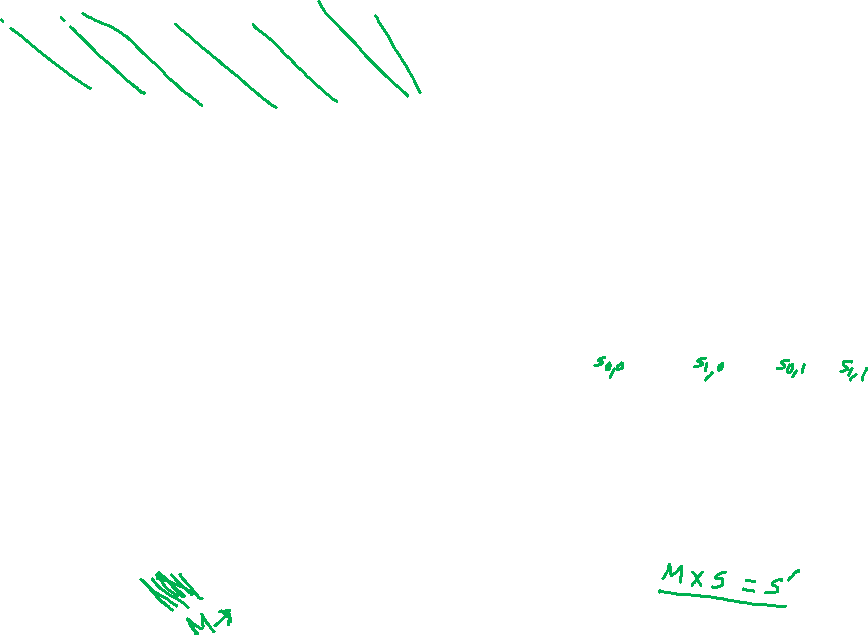 s0,0 s1,0 s0,1 s1,1
M x s = s'
M↗